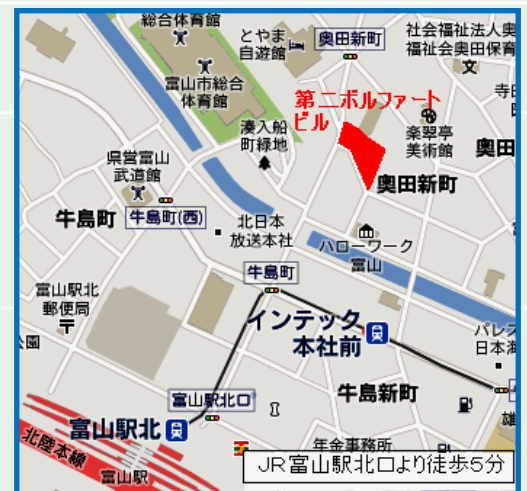 総合体育館
とやま
自遊館
奥田新町
社会福祉法人奥
福祉会奥田保育
富山市総合
体育館
第二ボルファート
ビル
寺田
湊入船
町緑地
楽翠亭
美術館
奥田
県営富山
武道館
奥田新町
牛島町
牛島町(西)
北日本
放送本社
ハローワーク
富山
牛島町
富山駅北
郵便局
インテック
本社前
パレス
日本海
公園
牛島新町
富山駅北口
富山駅北
雄
北陸本線
年金事務所
富山駅
JR富山駅北口より徒歩5分